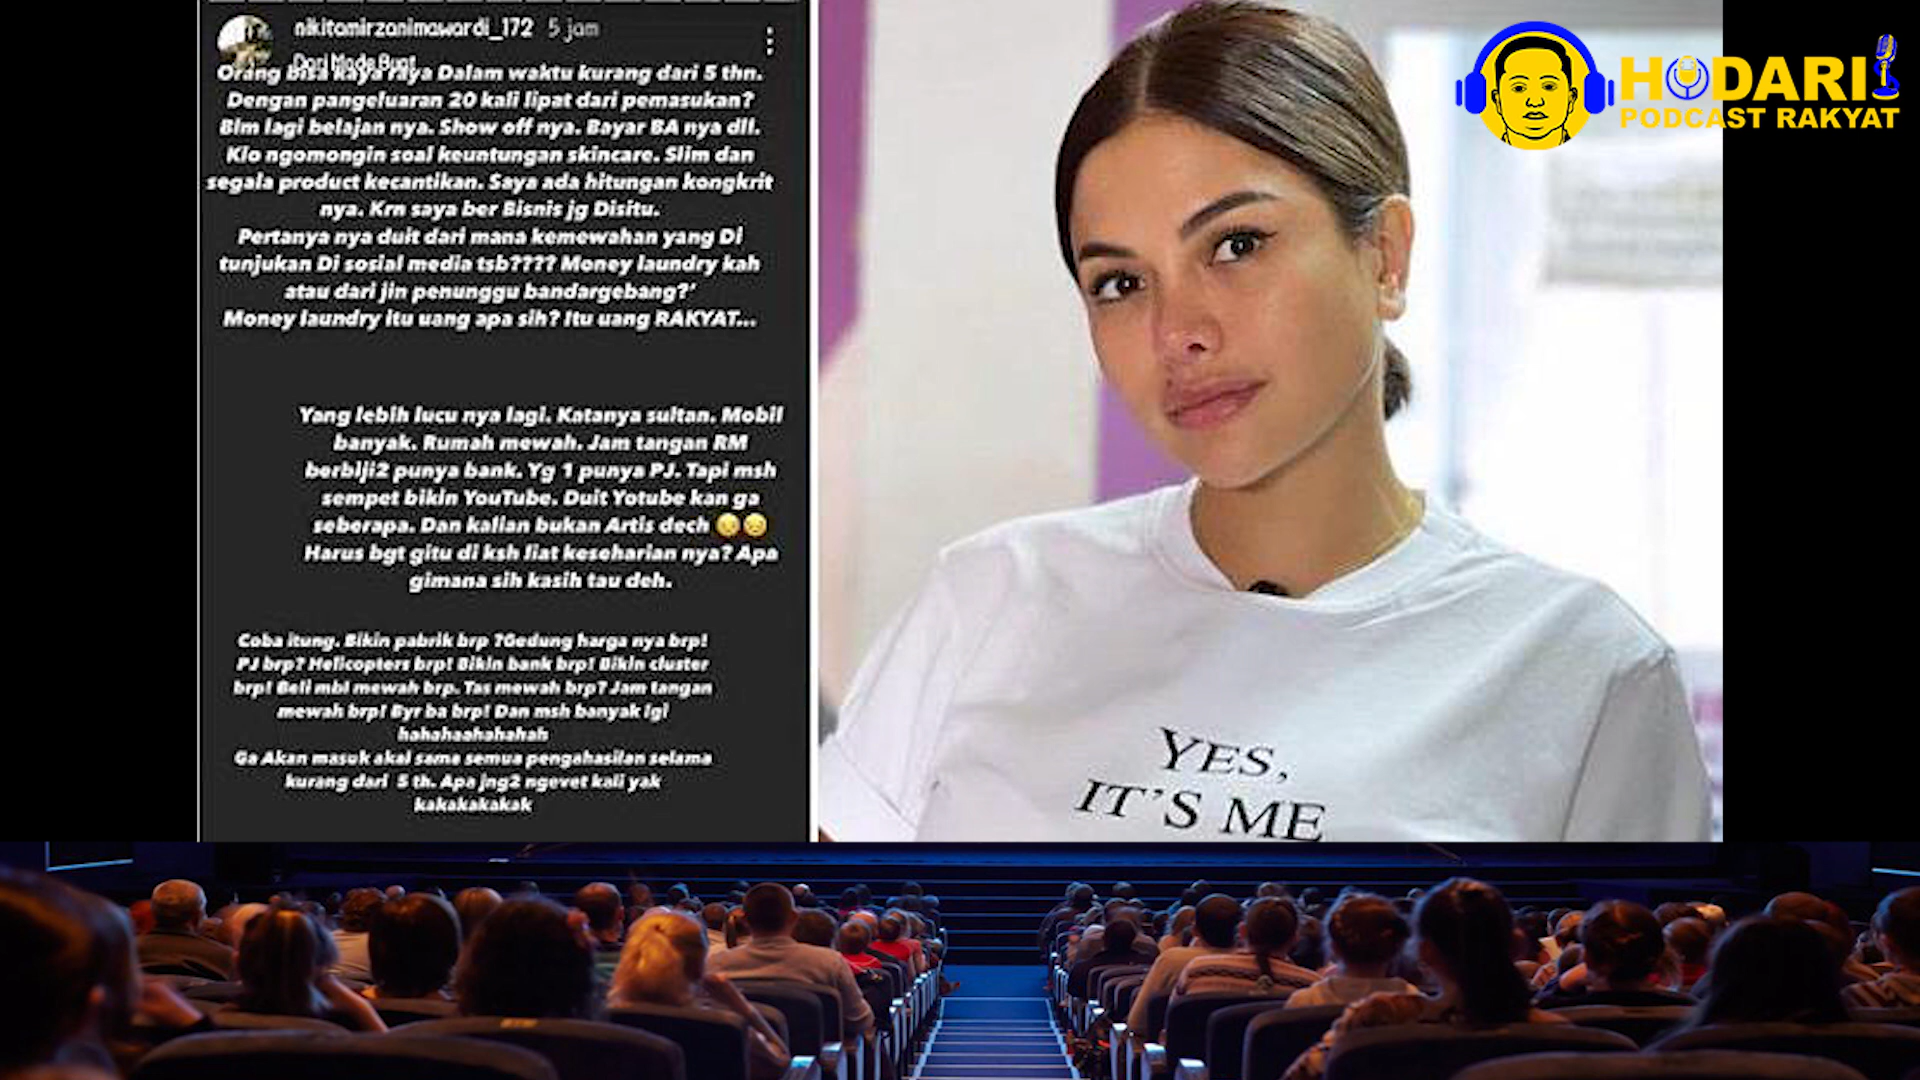 nikitamirzanimawardi_172 5 jam
Dari Mode Buat
Orang bisa kaya raya Dalam waktu kurang dari 5 thn.
Dengan pangeluaran 20 kali lipat dari pemasukan?
Blm lagi belajan nya. Show off nya. Bayar BA nya dll.
Klo ngomongin soal keuntungan skincare. Slim dan
segala product kecantikan. Saya ada hitungan kongkrit
nya. Krn saya ber Bisnis jg Disitu.
Pertanya nya duit dari mana kemewahan yang Di
tunjukan Di sosial media tsb???? Money laundry kah
atau dari jin penunggu bandargebang?'
Money laundry itu uang apa sih? Itu uang RAKYAT...
Yang lebih lucu nya lagi. Katanya sultan. Mobil
banyak. Rumah mewah. Jam tangan RM
berbiji2 punya bank. Yg 1 punya PJ. Tapi msh
sempet bikin YouTube. Duit Yotube kan ga
seberapa. Dan kalian bukan Artis dech 😣😣
Harus bgt gitu di ksh liat keseharian nya? Apa
gimana sih kasih tau deh.
Coba itung. Bikin pabrik brp ?Gedung harga nya brp!
PJ brp? Helicopters brp! Bikin bank brp! Bikin cluster
brp! Beli mbl mewah brp. Tas mewah brp? Jam tangan
mewah brp! Byr ba brp! Dan msh banyak lgi
hahahaahahahah
Ga Akan masuk akal sama semua pengahasilan selama
kurang dari 5 th. Apa jng2 ngevet kali yak
kakakakakak
YES,
IT'S ME
HODARI
PODCAST RAKYAT